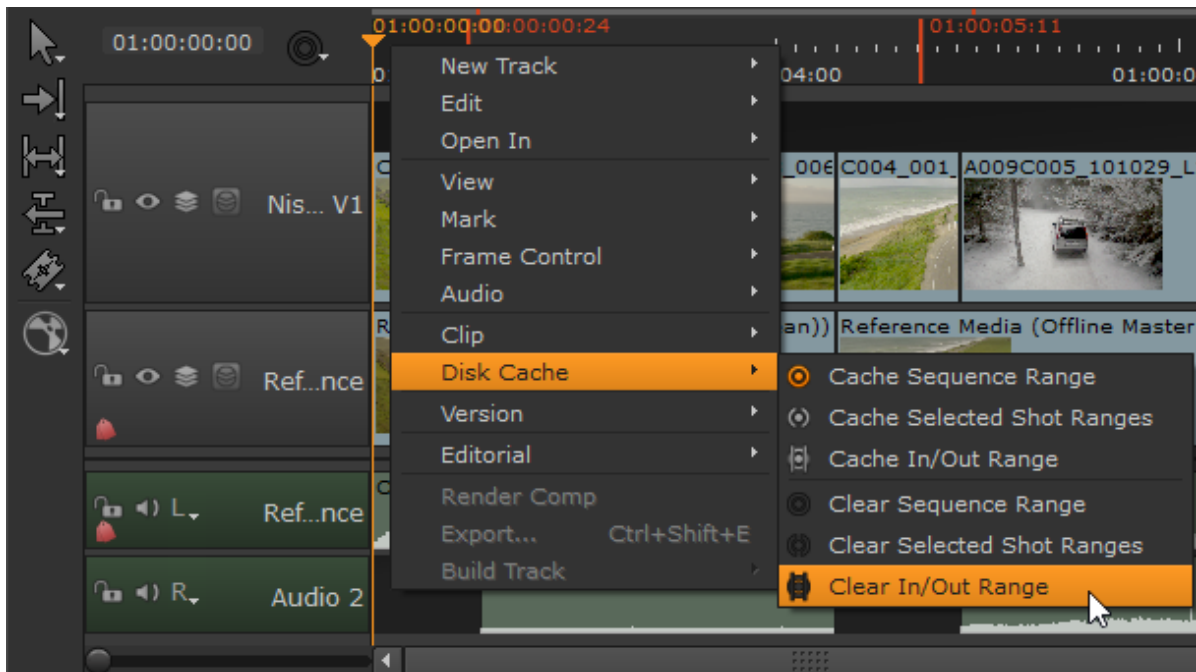 01:00:00:00
01:00:00:00
:00:00:24
01:00:05:11
04:00
01:00:0
New Track
Edit
Open In
View
Mark
Frame Control
Audio
Clip
Disk Cache
Version
Editorial
Render Comp
Export... Ctrl+Shift+E
Build Track
Cache Sequence Range
Cache Selected Shot Ranges
Cache In/Out Range
Clear Sequence Range
Clear Selected Shot Ranges
Clear In/Out Range
Nis... V1
_006
C004_001_
A009C005_101029_L
Ref...nce
an))
Reference Media (Offline Master
L
Ref...nce
R
Audio 2